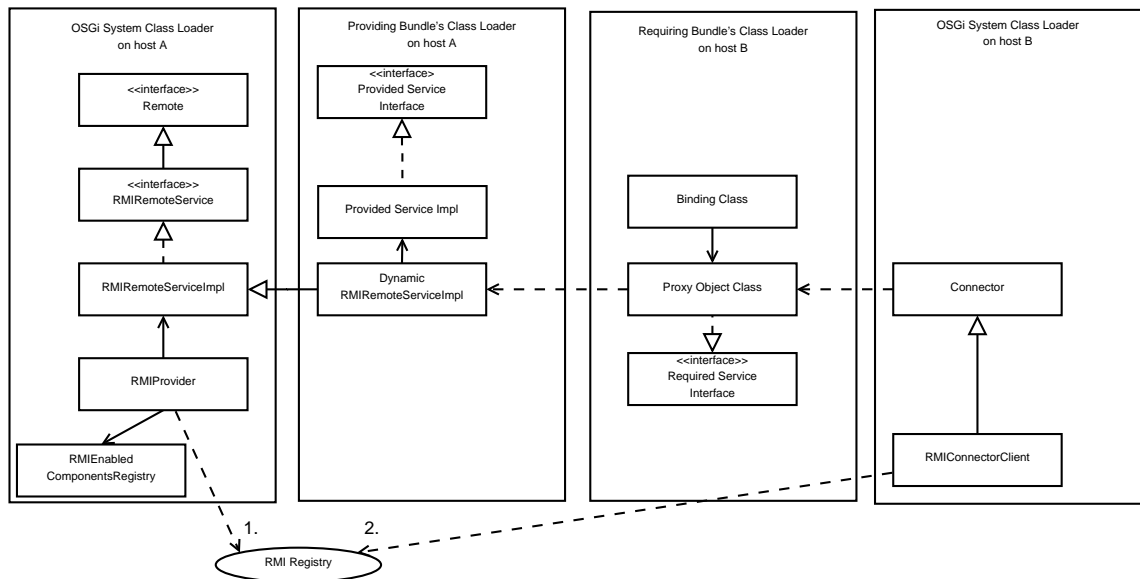 OSGi System Class Loader
on host A
<<interface>>
Remote
<<interface>>
RMIRemoteService
RMIRemoteServiceImpl
RMIProvider
RMIEnabled
ComponentsRegistry
Providing Bundle's Class Loader
on host A
<<interface>
Provided Service
Interface
Provided Service Impl
Dynamic
RMIRemoteServiceImpl
Requiring Bundle's Class Loader
on host B
Binding Class
Proxy Object Class
<<interface>>
Required Service
Interface
OSGi System Class Loader
on host B
Connector
RMIConnectorClient
1.
2.
RMI Registry